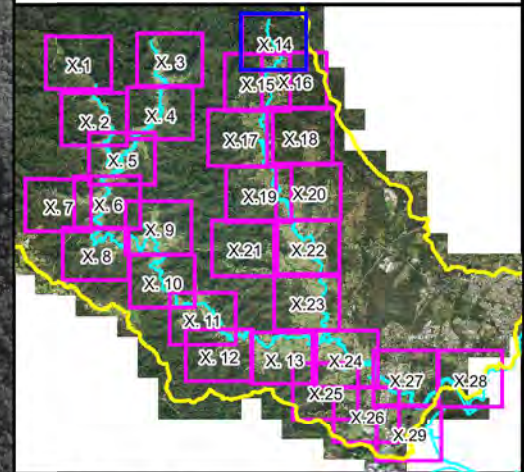 X.14
X.1
X. 3
X.15
X.16
X. 2
X. 4
X.17
X.18
X. 5
X. 7
X. 6
X.19
X.20
X. 9
X. 8
X.21
X.22
X. 10
X.23
X. 11
X. 12
X. 13
X.24
X.25
X.27
X.28
X.26
X.29